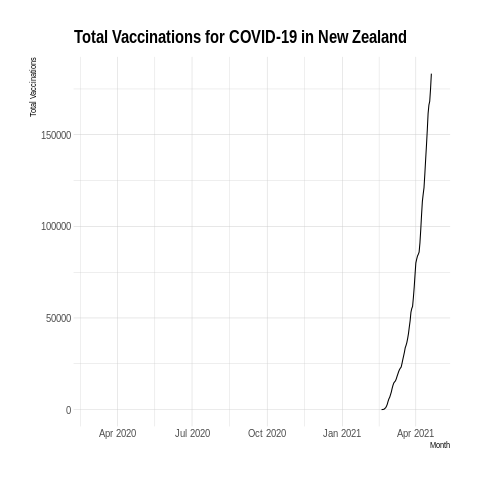 Total Vaccinations for COVID-19 in New Zealand
Total Vaccinations
150000
100000
50000
0
Apr 2020 Jul 2020 Oct 2020 Jan 2021 Apr 2021
Month